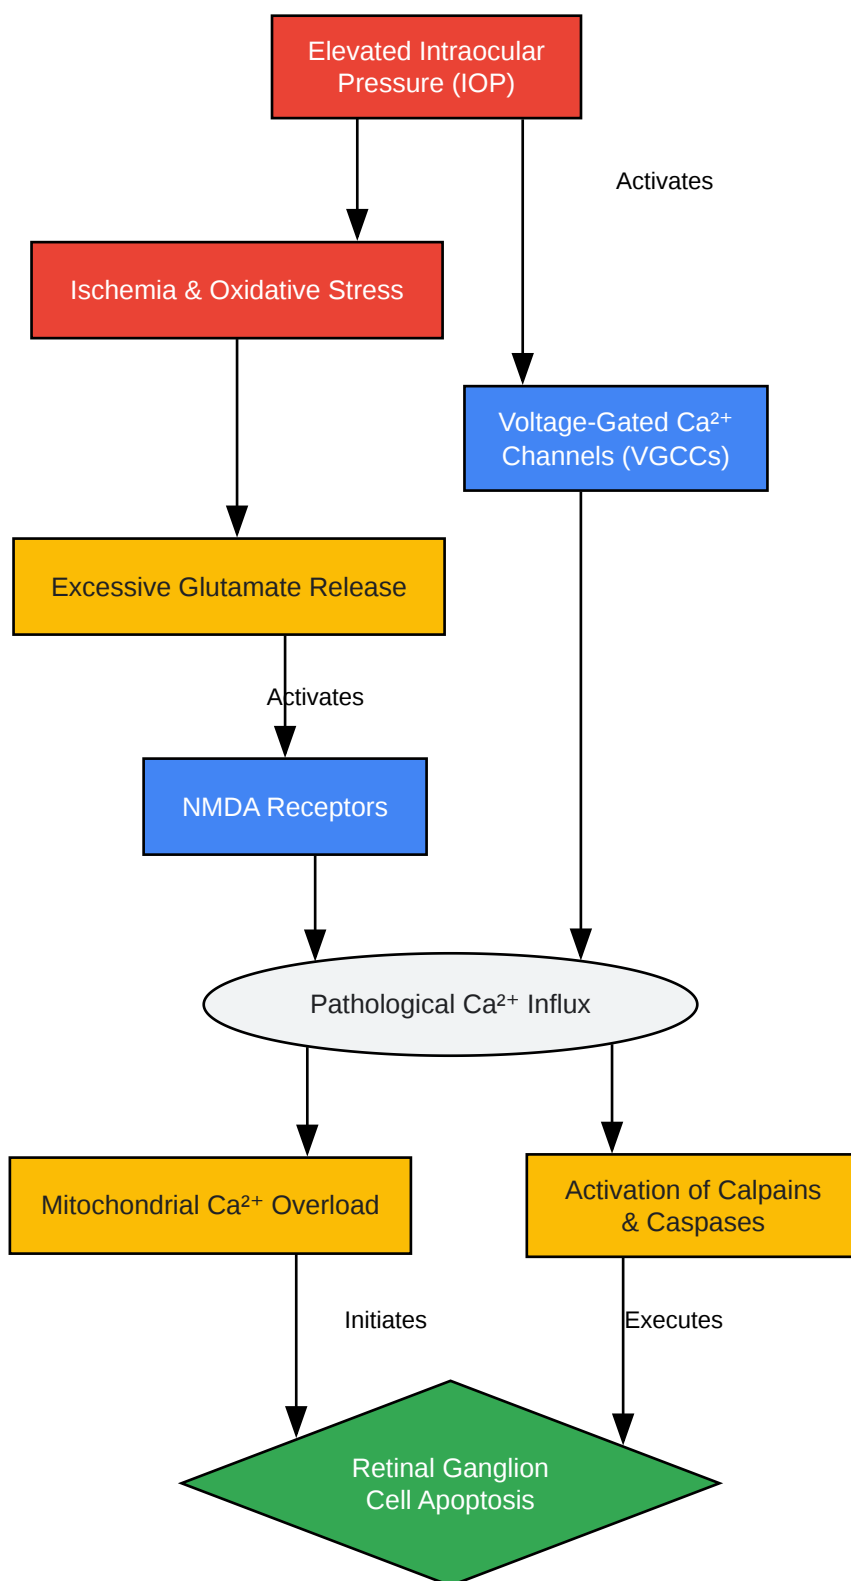 Elevated Intraocular
Pressure (IOP)
Activates
Ischemia & Oxidative Stress
Voltage-Gated Ca²⁺
Channels (VGCCs)
Excessive Glutamate Release
Activates
NMDA Receptors
Pathological Ca²⁺ Influx
Mitochondrial Ca²⁺ Overload
Activation of Calpains
& Caspases
Initiates
Executes
Retinal Ganglion
Cell Apoptosis